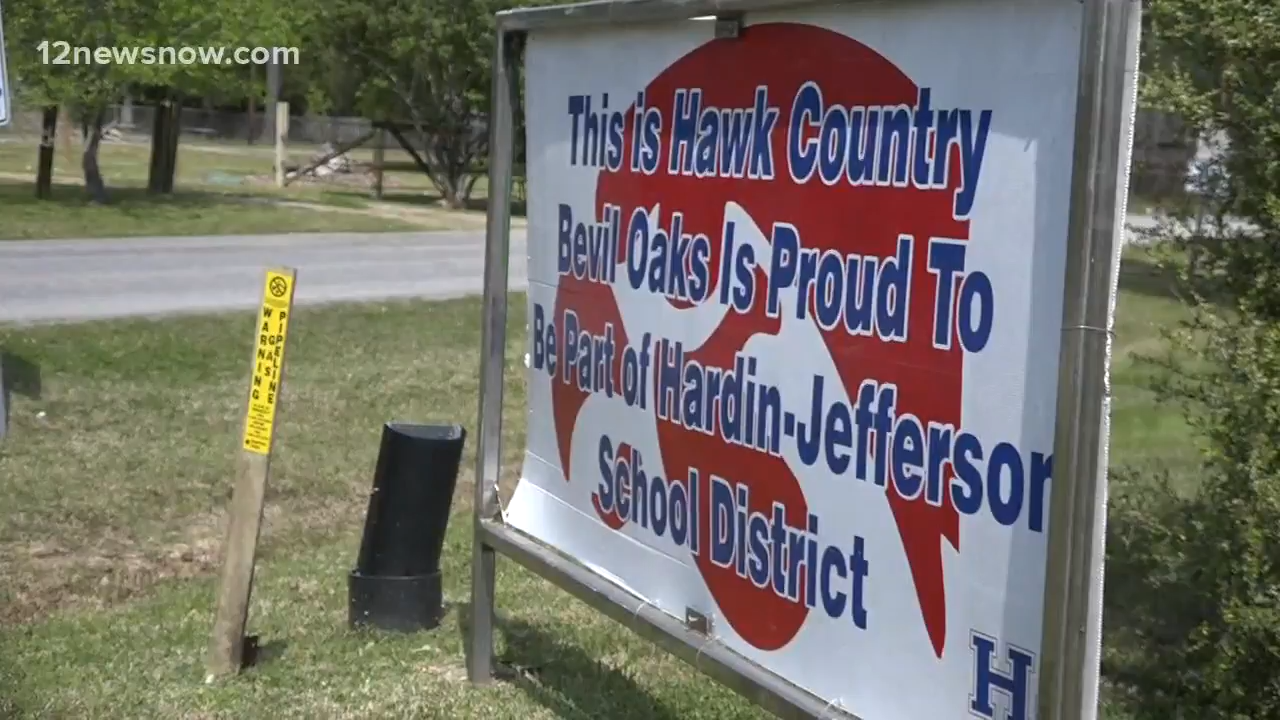 12newsnow.com
This is Hawk Country
Bevil Oaks Is Proud To
Be Part of Hardin-Jefferson
School District
H
WARNING
GAS
PIPELINE